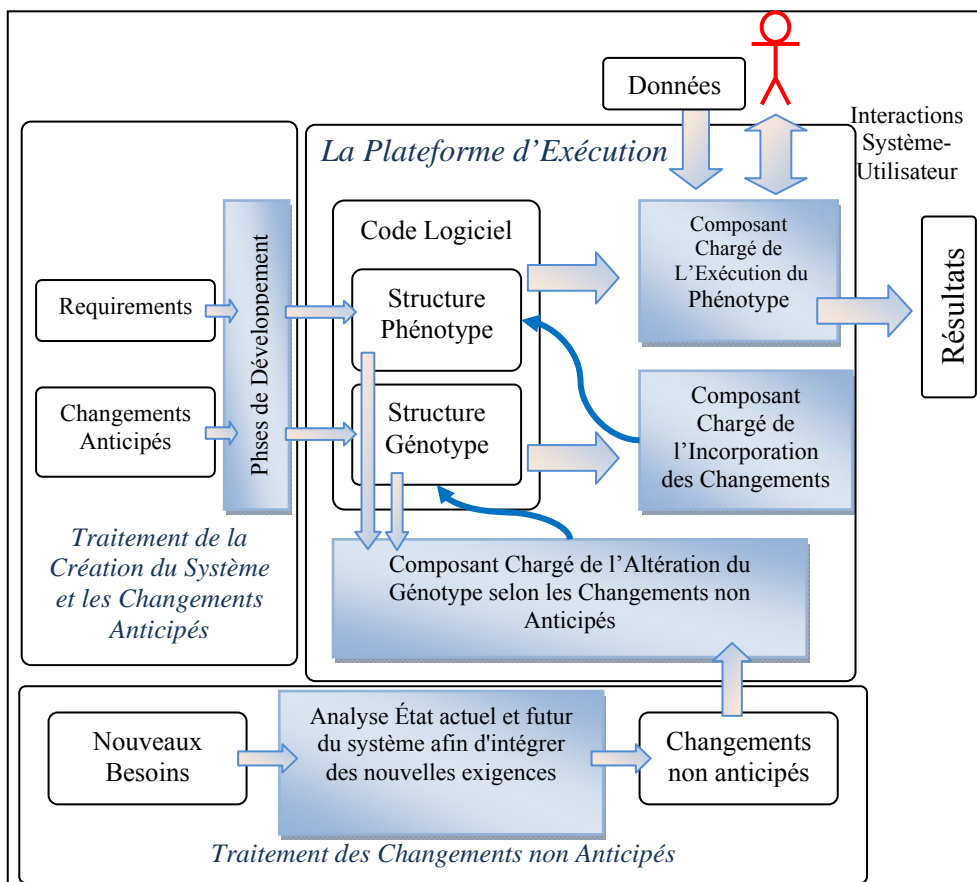 Données
Interactions
Système-
Utilisateur
La Plateforme d'Exécution
Code Logiciel
Composant
Chargé de
L'Exécution du
Phénotype
Requirements
Phses de Développement
Structure
Phénotype
Résultats
Changements
Anticipés
Structure
Génotype
Composant
Chargé de
l'Incorporation
des Changements
Traitement de la
Création du Système
et les Changements
Anticipés
Composant Chargé de l'Altération du
Génotype selon les Changements non
Anticipés
Nouveaux
Besoins
Analyse État actuel et futur
du système afin d'intégrer
des nouvelles exigences
Changements
non anticipés
Traitement des Changements non Anticipés